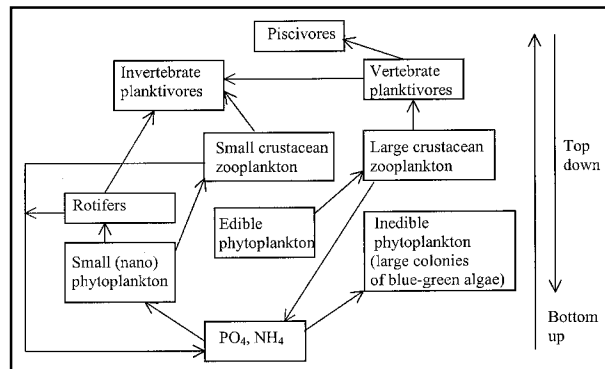 Piscivores
Invertebrate
planktivores
Vertebrate
planktivores
Small crustacean
zooplankton
Large crustacean
zooplankton
Top
down
Rotifers
Edible
phytoplankton
Inedible
phytoplankton
(large colonies
of blue-green algae)
Small (nano)
phytoplankton
PO₄, NH₄
Bottom
up